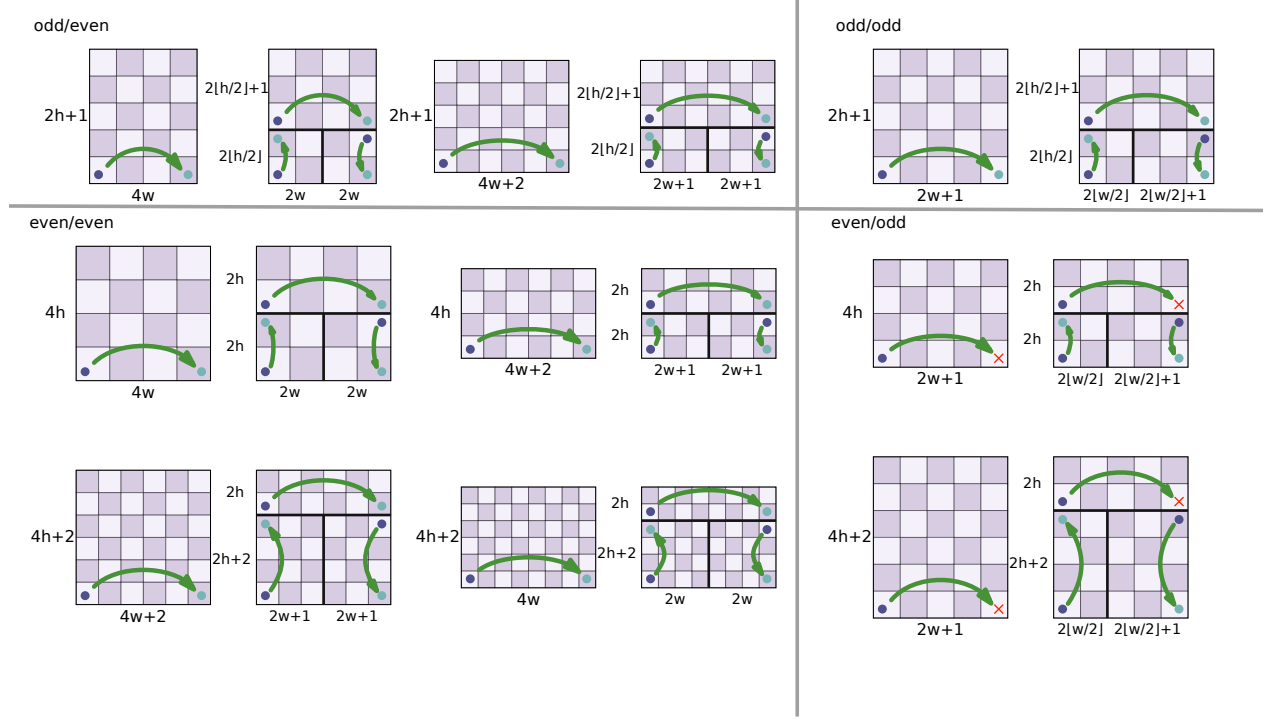 odd/even
2h+1
4w
2⌊h/2⌋+1
2⌊h/2⌋
2w
2w
2h+1
4w+2
2⌊h/2⌋+1
2⌊h/2⌋
2w+1
2w+1
odd/odd
2h+1
2w+1
2⌊h/2⌋+1
2⌊h/2⌋
2⌊w/2⌋
2⌊w/2⌋+1
even/even
4h
4w
2h
2h
2w
2w
4h
4w+2
2h
2h
2w+1
2w+1
4h+2
4w+2
2h
2h+2
2w+1
2w+1
4h+2
4w
2h
2h+2
2w
2w
even/odd
4h
2w+1
2h
2h
2⌊w/2⌋
2⌊w/2⌋+1
4h+2
2w+1
2h
2h+2
2⌊w/2⌋
2⌊w/2⌋+1